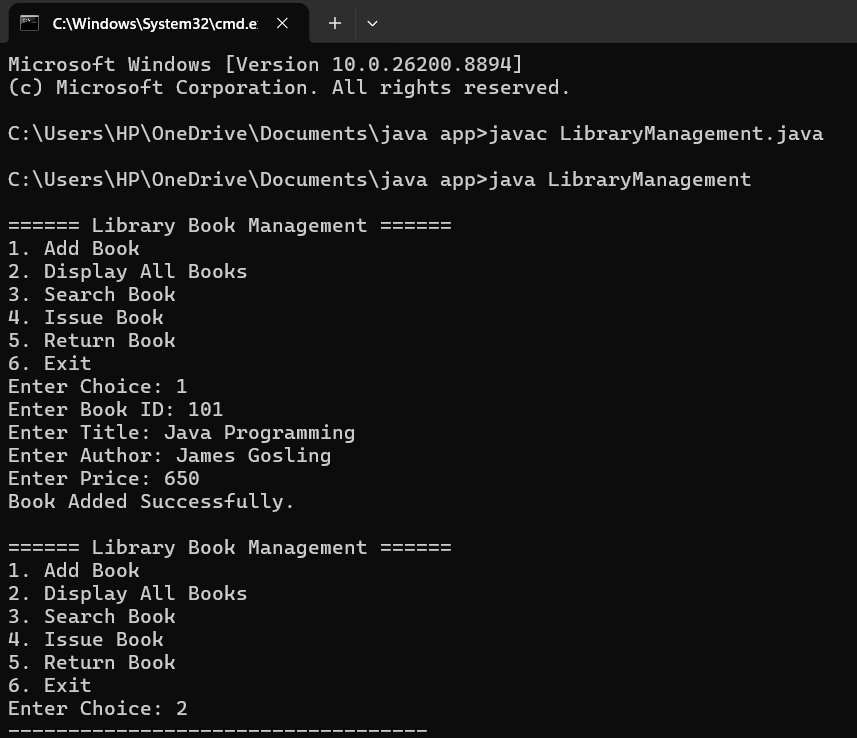 C:\Windows\System32\cmd.e
Microsoft Windows [Version 10.0.26200.8894]
(c) Microsoft Corporation. All rights reserved.
C:\Users\HP\OneDrive\Documents\java app>javac LibraryManagement.java
C:\Users\HP\OneDrive\Documents\java app>java LibraryManagement
====== Library Book Management ======
1. Add Book
2. Display All Books
3. Search Book
4. Issue Book
5. Return Book
6. Exit
Enter Choice: 1
Enter Book ID: 101
Enter Title: Java Programming
Enter Author: James Gosling
Enter Price: 650
Book Added Successfully.
====== Library Book Management ======
1. Add Book
2. Display All Books
3. Search Book
4. Issue Book
5. Return Book
6. Exit
Enter Choice: 2
-----------------------------------